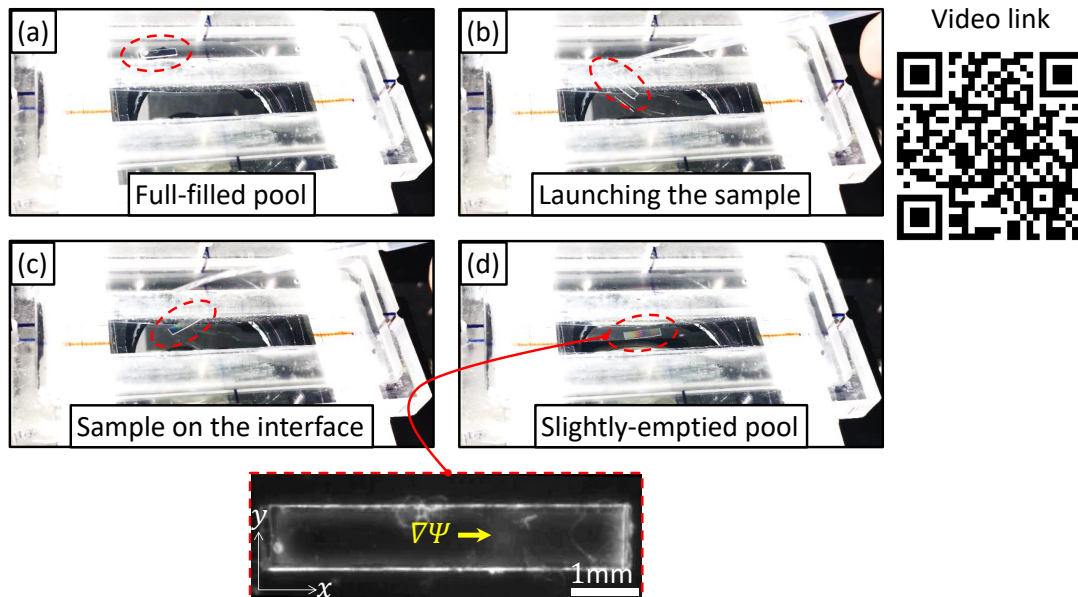 (a)
Full-filled pool
(b)
Launching the sample
Video link
(c)
Sample on the interface
(d)
Slightly-emptied pool
y
∇Ψ
x
1mm